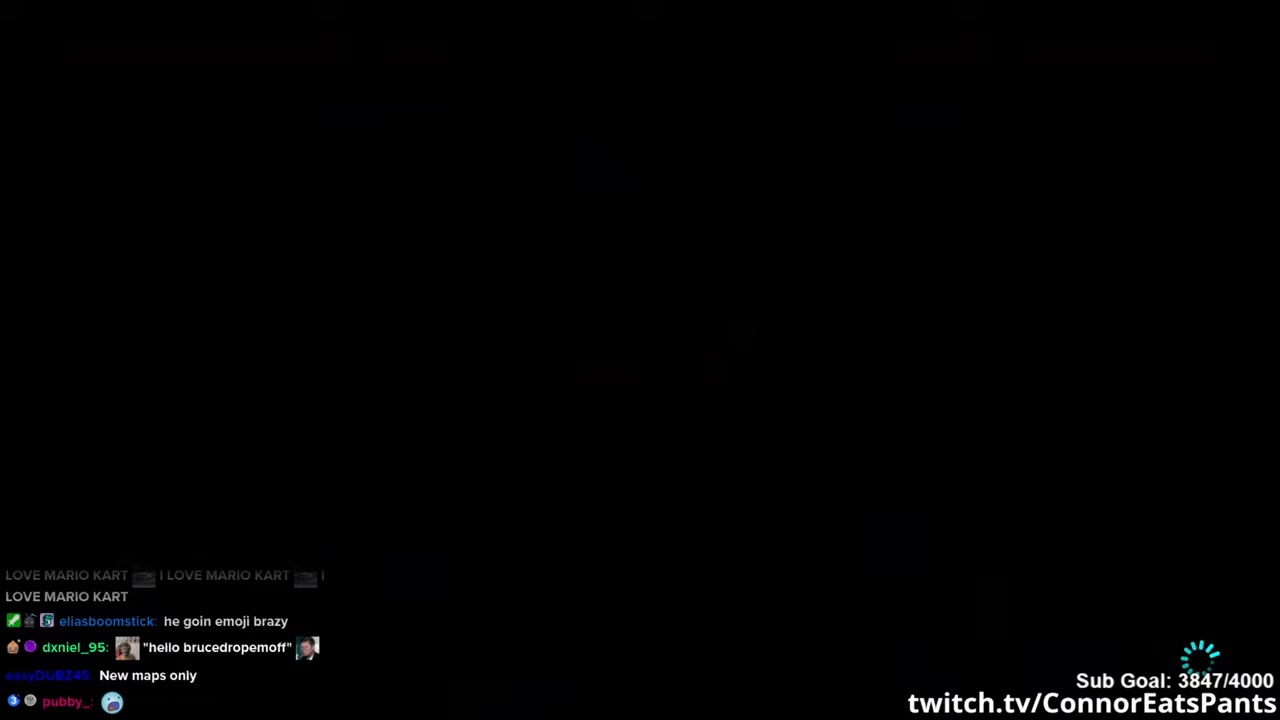 LOVE MARIO KART I LOVE MARIO KART I
LOVE MARIO KART
eliasboomstick: he goin emoji brazy
dxniel_95: "hello brucedropemoff"
easyDUBZ45: New maps only
pubby_:
Sub Goal: 3847/4000
twitch.tv/ConnorEatsPants